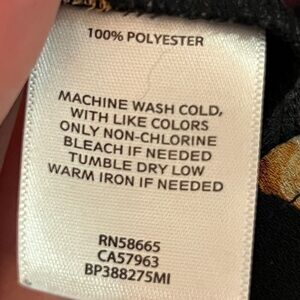 100% POLYESTER
MACHINE WASH COLD,
WITH LIKE COLORS
ONLY NON-CHLORINE
BLEACH IF NEEDED
TUMBLE DRY LOW
WARM IRON IF NEEDED
RN58665
CA57963
BP388275MI